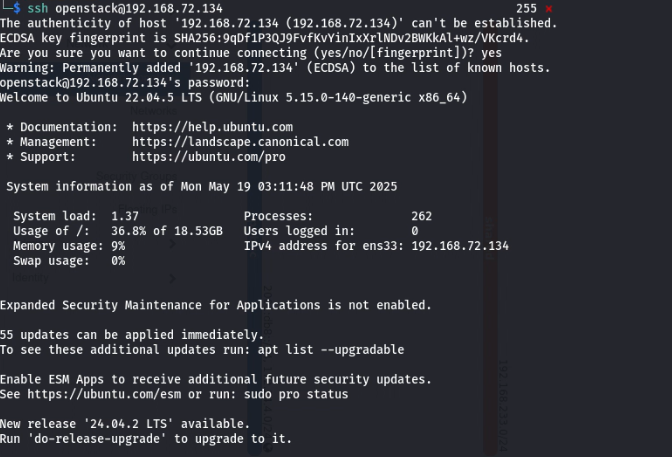 └─$ ssh openstack@192.168.72.134 255 ×
The authenticity of host '192.168.72.134 (192.168.72.134)' can't be established.
ECDSA key fingerprint is SHA256:9qDf1P3QJ9FvfKvYinIxXrlNDv2BWKkAl+wz/VKcrd4.
Are you sure you want to continue connecting (yes/no/[fingerprint])? yes
Warning: Permanently added '192.168.72.134' (ECDSA) to the list of known hosts.
openstack@192.168.72.134's password:
Welcome to Ubuntu 22.04.5 LTS (GNU/Linux 5.15.0-140-generic x86_64)

 * Documentation:  https://help.ubuntu.com
 * Management:     https://landscape.canonical.com
 * Support:        https://ubuntu.com/pro

 System information as of Mon May 19 03:11:48 PM UTC 2025

  System load:  1.37               Processes:              262
  Usage of /:   36.8% of 18.53GB   Users logged in:        0
  Memory usage: 9%                 IPv4 address for ens33: 192.168.72.134
  Swap usage:   0%

Expanded Security Maintenance for Applications is not enabled.

55 updates can be applied immediately.
To see these additional updates run: apt list --upgradable

Enable ESM Apps to receive additional future security updates.
See https://ubuntu.com/esm or run: sudo pro status

New release '24.04.2 LTS' available.
Run 'do-release-upgrade' to upgrade to it.